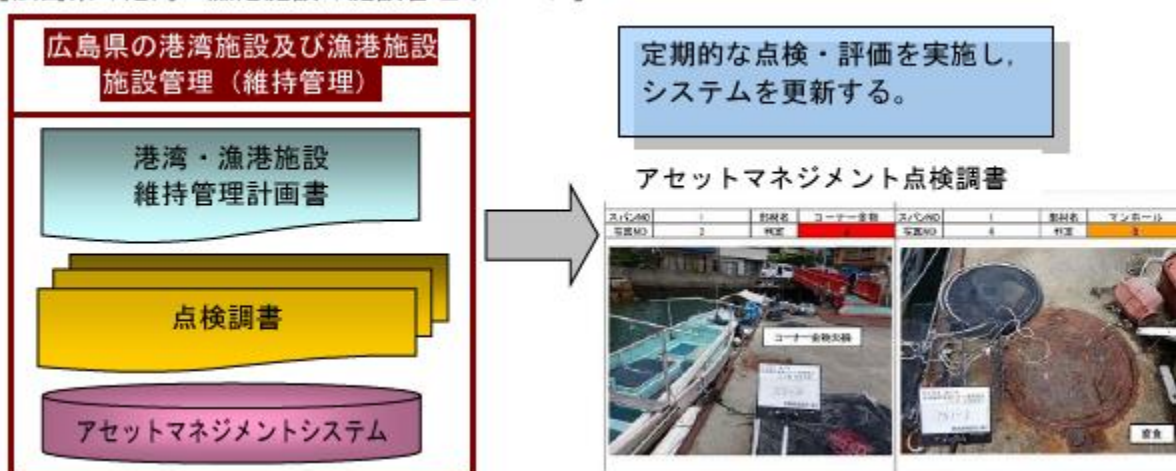 広島県の港湾施設及び漁港施設
施設管理（維持管理）
港湾・漁港施設
維持管理計画書
点検調書
アセットマネジメントシステム
定期的な点検・評価を実施し，
システムを更新する。
アセットマネジメント点検調書
スパンNO 1 部材名 コーナー金物 スパンNO 1 部材名 マンホール
写真NO 2 判定 写真NO 4 判定
コーナー金物欠損
腐食